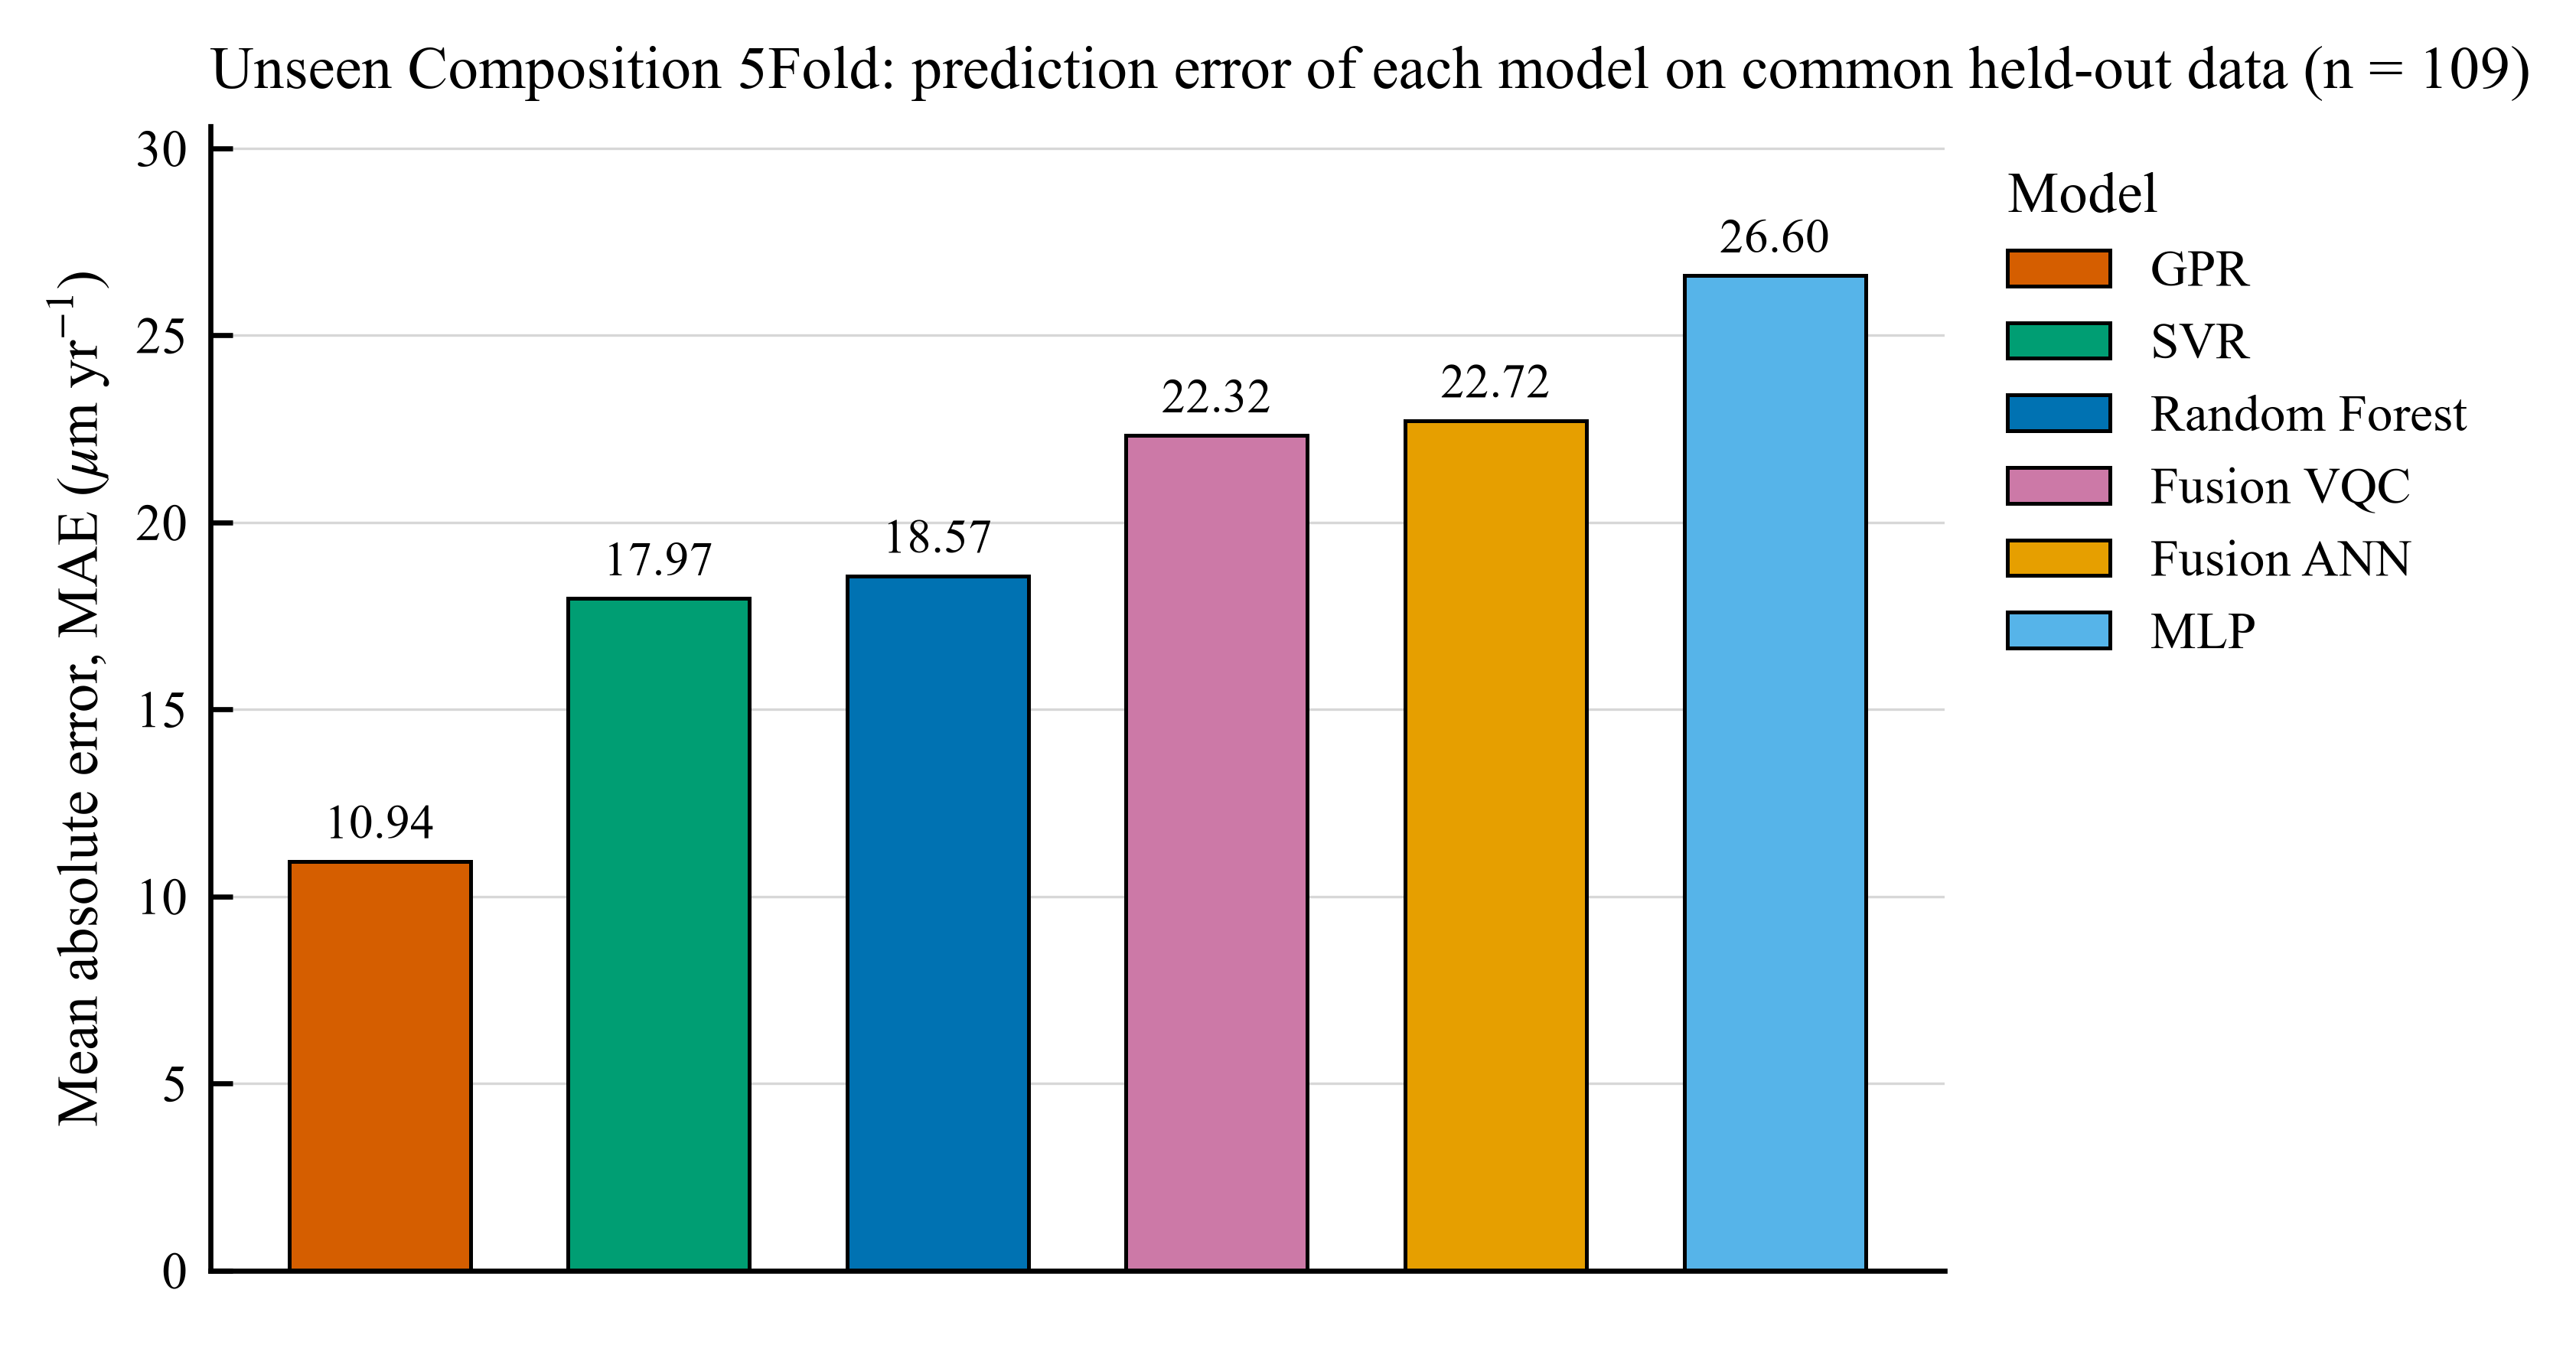 Unseen Composition 5Fold: prediction error of each model on common held-out data (n = 109)
Mean absolute error, MAE (μm yr⁻¹)
30
25
20
15
10
5
0
10.94
17.97
18.57
22.32
22.72
26.60
Model
GPR
SVR
Random Forest
Fusion VQC
Fusion ANN
MLP